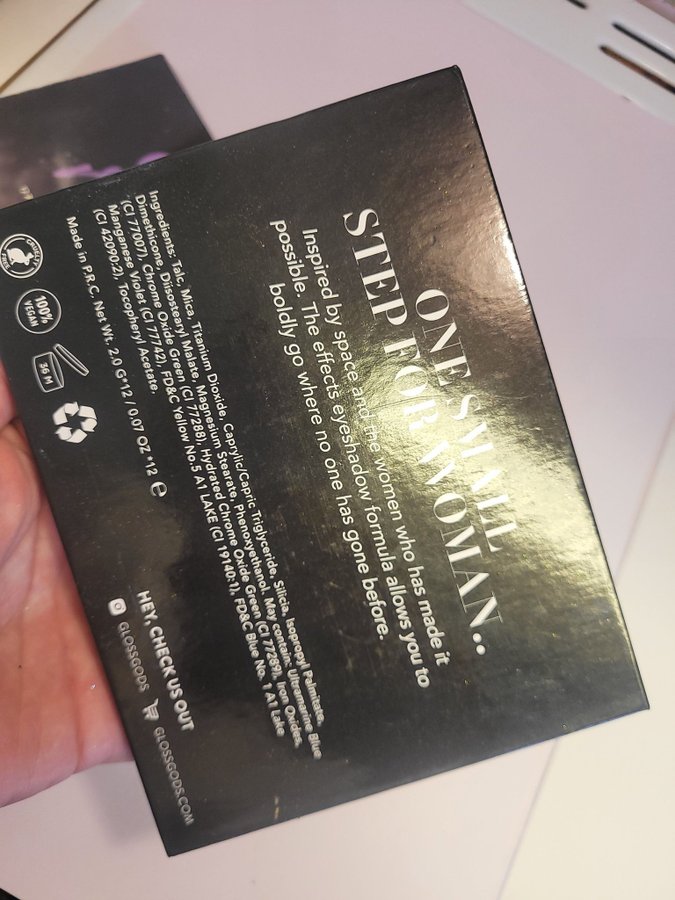 ONE SMALL
STEP FOR WOMAN..
Inspired by space and the women who has made it
possible. The effects eyeshadow formula allows you to
boldly go where no one has gone before.
Ingredients: Talc, Mica, Titanium Dioxide, Caprylic/Capric Triglyceride, Silicia, Isopropyl Palmitate,
Dimethicone, Diisostearyl Malate, Magnesium Stearate, Phenoxyethanol. May contains: Ultramarine Blue
(CI 77007), Chrome Oxide Green (CI 77288), Hydrated Chrome Oxide Green (CI 77289), Iron Oxides,
Manganese Violet (CI 77742), FD&C Yellow No.5 A1 LAKE (CI 19140:1), FD&C Blue No. 1 A1 Lake
(CI 42090:2), Tocopheryl Acetate,
Made in P.R.C. Net Wt. 2.0 G*12 / 0.07 OZ *12 e
CRUELTY FREE
100%
VEGAN
36 M
HEY, CHECK US OUT
GLOSSGODS GLOSSGODS.COM